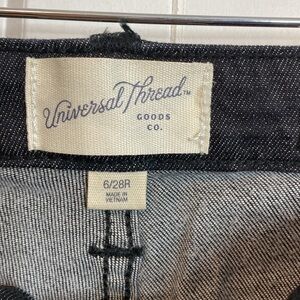 Universal Thread™
GOODS
CO.
6/28R
MADE IN
VIETNAM